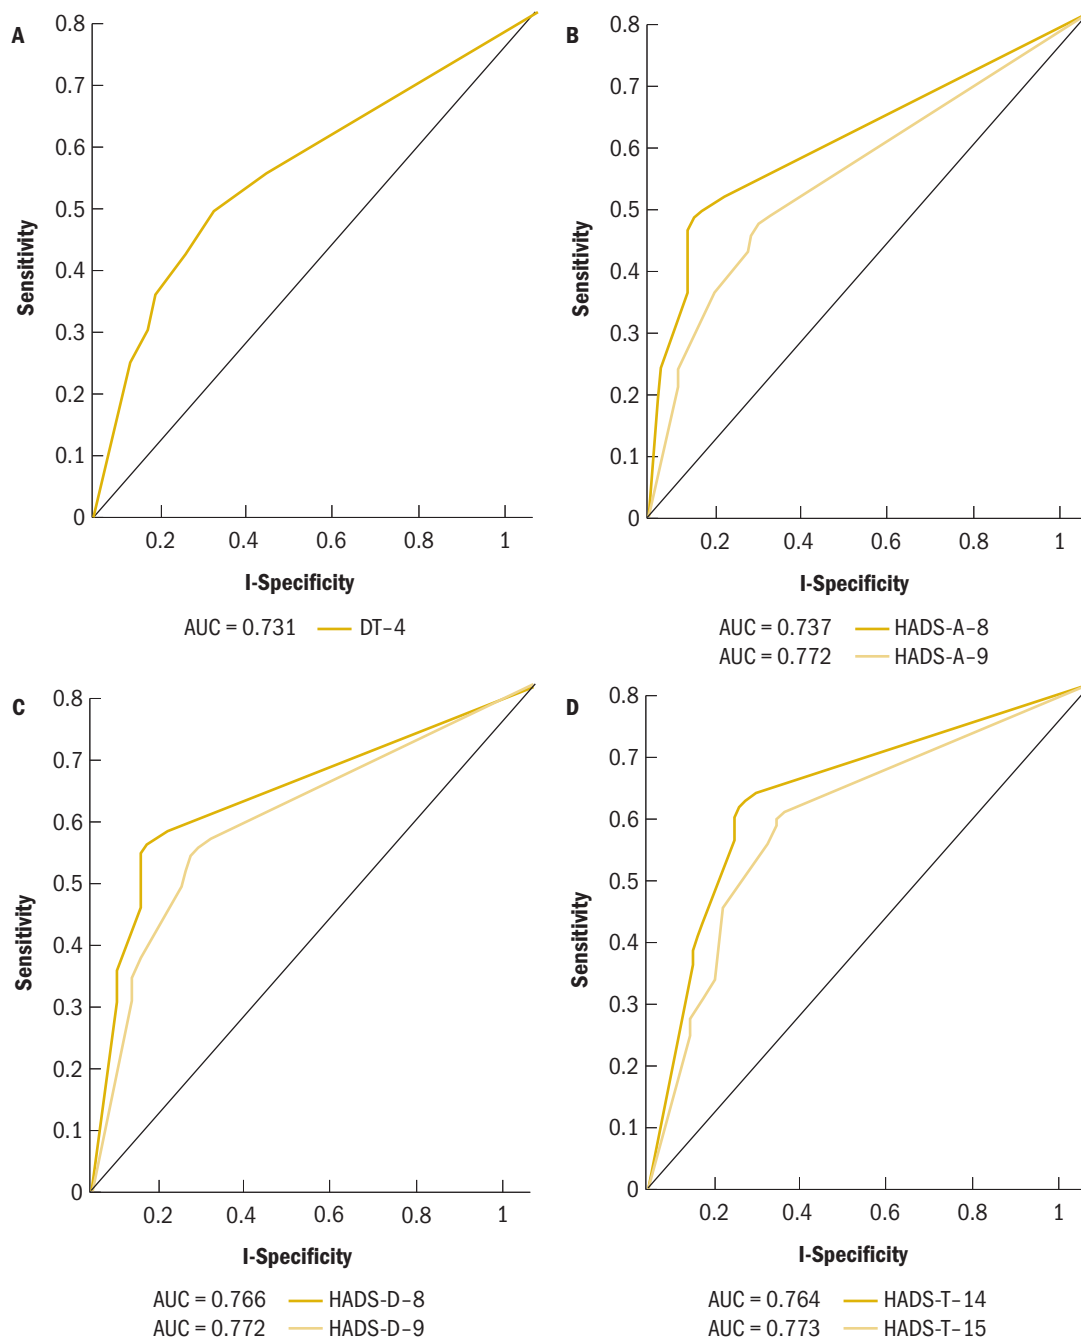 A
0.8
0.7
0.6
0.5
0.4
0.3
0.2
0.1
0
Sensitivity
0.2 0.4 0.6 0.8 1
I-Specificity
AUC = 0.731 DT–4
B
0.8
0.7
0.6
0.5
0.4
0.3
0.2
0.1
0
Sensitivity
0.2 0.4 0.6 0.8 1
I-Specificity
AUC = 0.737 HADS-A–8
AUC = 0.772 HADS-A–9
C
0.8
0.7
0.6
0.5
0.4
0.3
0.2
0.1
0
Sensitivity
0.2 0.4 0.6 0.8 1
I-Specificity
AUC = 0.766 HADS-D–8
AUC = 0.772 HADS-D–9
D
0.8
0.7
0.6
0.5
0.4
0.3
0.2
0.1
0
Sensitivity
0.2 0.4 0.6 0.8 1
I-Specificity
AUC = 0.764 HADS-T–14
AUC = 0.773 HADS-T–15